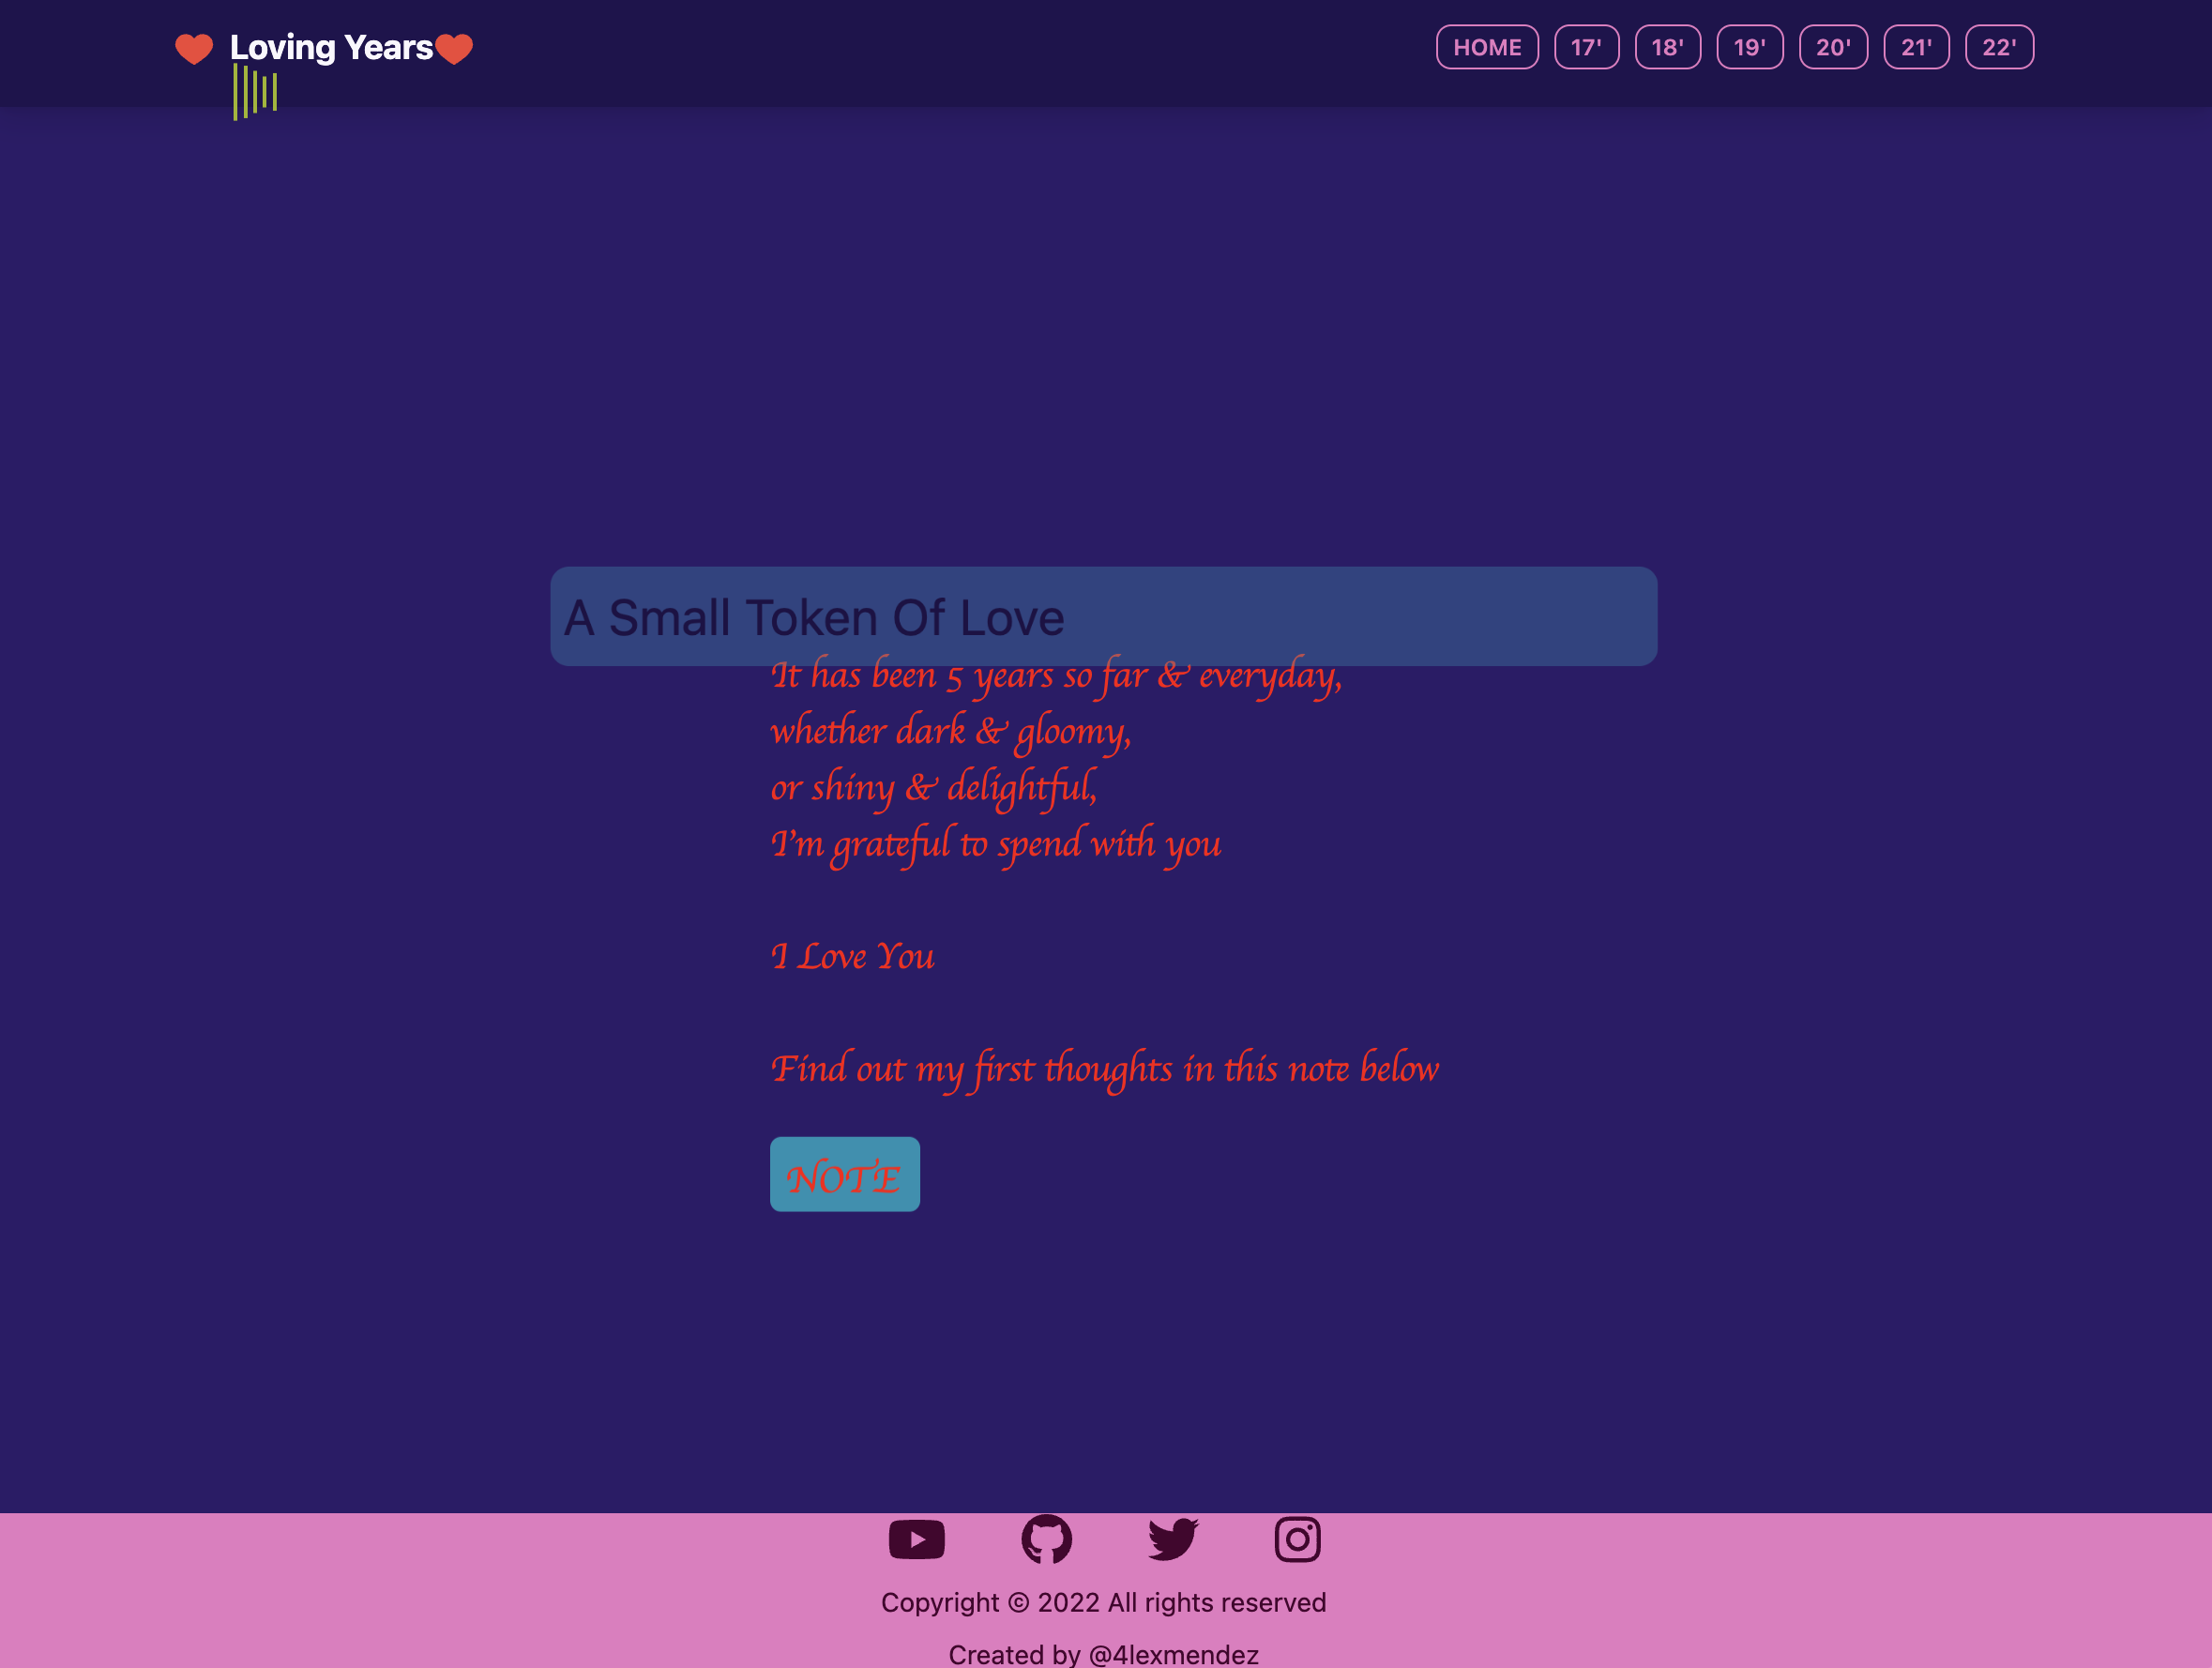 Loving Years
HOME 17' 18' 19' 20' 21' 22'
A Small Token Of Love
It has been 5 years so far & everyday,
whether dark & gloomy,
or shiny & delightful,
I'm grateful to spend with you
I Love You
Find out my first thoughts in this note below
NOTE
Copyright © 2022 All rights reserved
Created by @4lexmendez